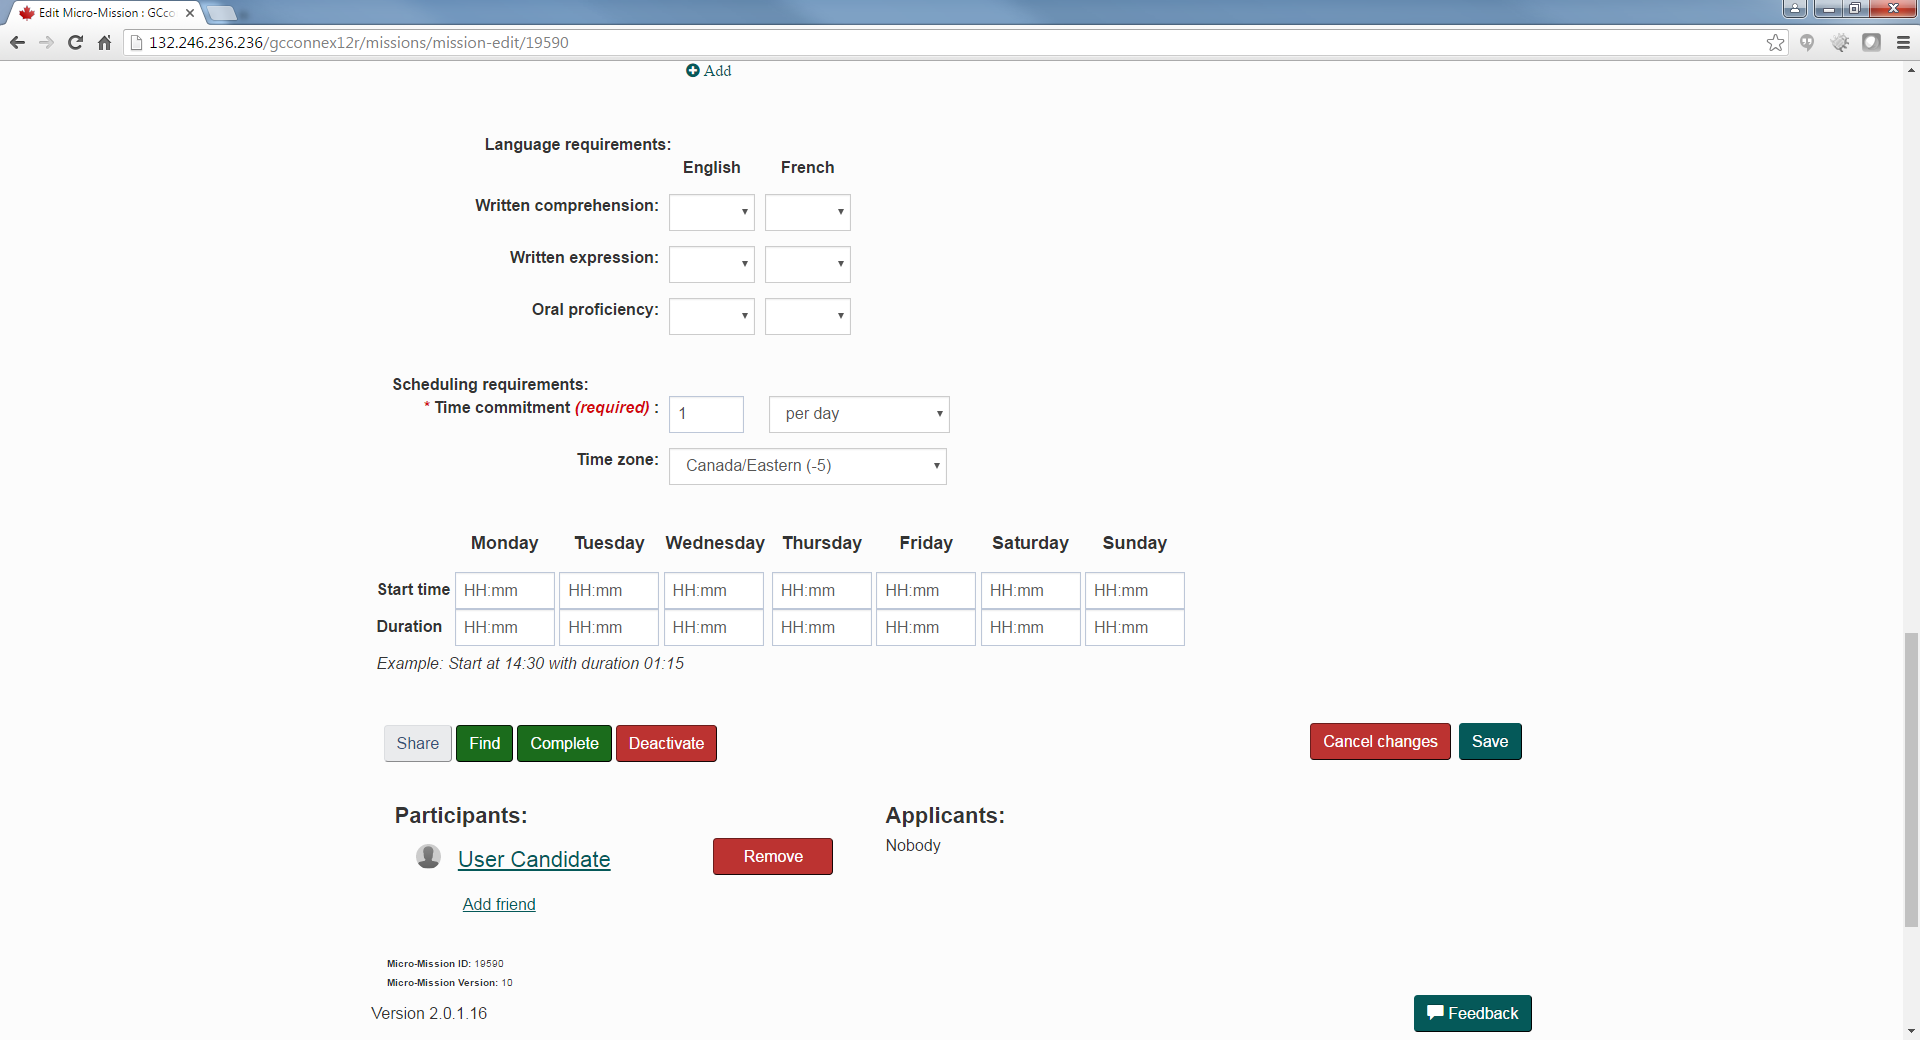 Edit Micro-Mission : GCco
132.246.236.236/gcconnex12r/missions/mission-edit/19590
Add
Language requirements:
English French
Written comprehension:
Written expression:
Oral proficiency:
Scheduling requirements:
* Time commitment (required) : 1 per day
Time zone: Canada/Eastern (-5)
Monday Tuesday Wednesday Thursday Friday Saturday Sunday
Start time HH:mm HH:mm HH:mm HH:mm HH:mm HH:mm HH:mm
Duration HH:mm HH:mm HH:mm HH:mm HH:mm HH:mm HH:mm
Example: Start at 14:30 with duration 01:15
Share Find Complete Deactivate Cancel changes Save
Participants: Applicants:
User Candidate Remove Nobody
Add friend
Micro-Mission ID: 19590
Micro-Mission Version: 10
Version 2.0.1.16
Feedback